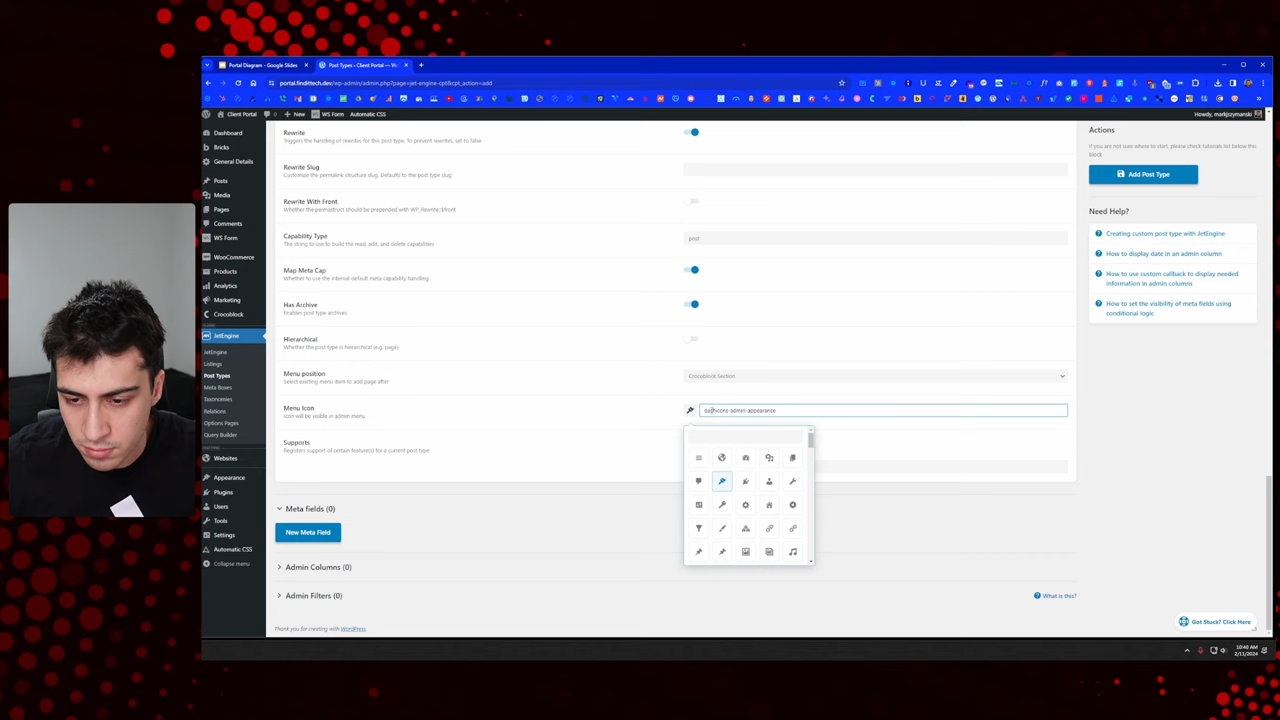 Portal Diagram - Google Slides
Post Types ‹ Client Portal — W
portal.findittech.dev/wp-admin/admin.php?page=jet-engine-cpt&cpt_action=add
Client Portal
0
New
WS Form
Automatic CSS
Howdy, markjszymanski
Dashboard
Bricks
General Details
Posts
Media
Pages
Comments
WS Form
WooCommerce
Products
Analytics
Marketing
Crocoblock
JetEngine
JetEngine
Listings
Post Types
Meta Boxes
Taxonomies
Relations
Options Pages
Query Builder
Websites
Appearance
Plugins
Users
Tools
Settings
Automatic CSS
Collapse menu
Rewrite
Triggers the handling of rewrites for this post type. To prevent rewrites, set to false
Rewrite Slug
Customize the permalink structure slug. Defaults to the post type slug
Rewrite With Front
Whether the permastruct should be prepended with WP_Rewrite::$front
Capability Type
The string to use to build the read, edit, and delete capabilities
post
Map Meta Cap
Whether to use the internal default meta capability handling
Has Archive
Enables post type archives
Hierarchical
Whether the post type is hierarchical (e.g. page)
Menu position
Select existing menu item to add page after
Crocoblock Section
Menu Icon
Icon will be visible in admin menu
dashicons-admin-appearance
Supports
Registers support of certain feature(s) for a current post type
Meta fields (0)
New Meta Field
Admin Columns (0)
Admin Filters (0)
What is this?
Thank you for creating with WordPress.
Actions
If you are not sure where to start, please check tutorials list below this
block
Add Post Type
Need Help?
Creating custom post type with JetEngine
How to display date in an admin column
How to use custom callback to display needed
information in admin columns
How to set the visibility of meta fields using
conditional logic
Got Stuck? Click Here
10:40 AM
2/11/2024